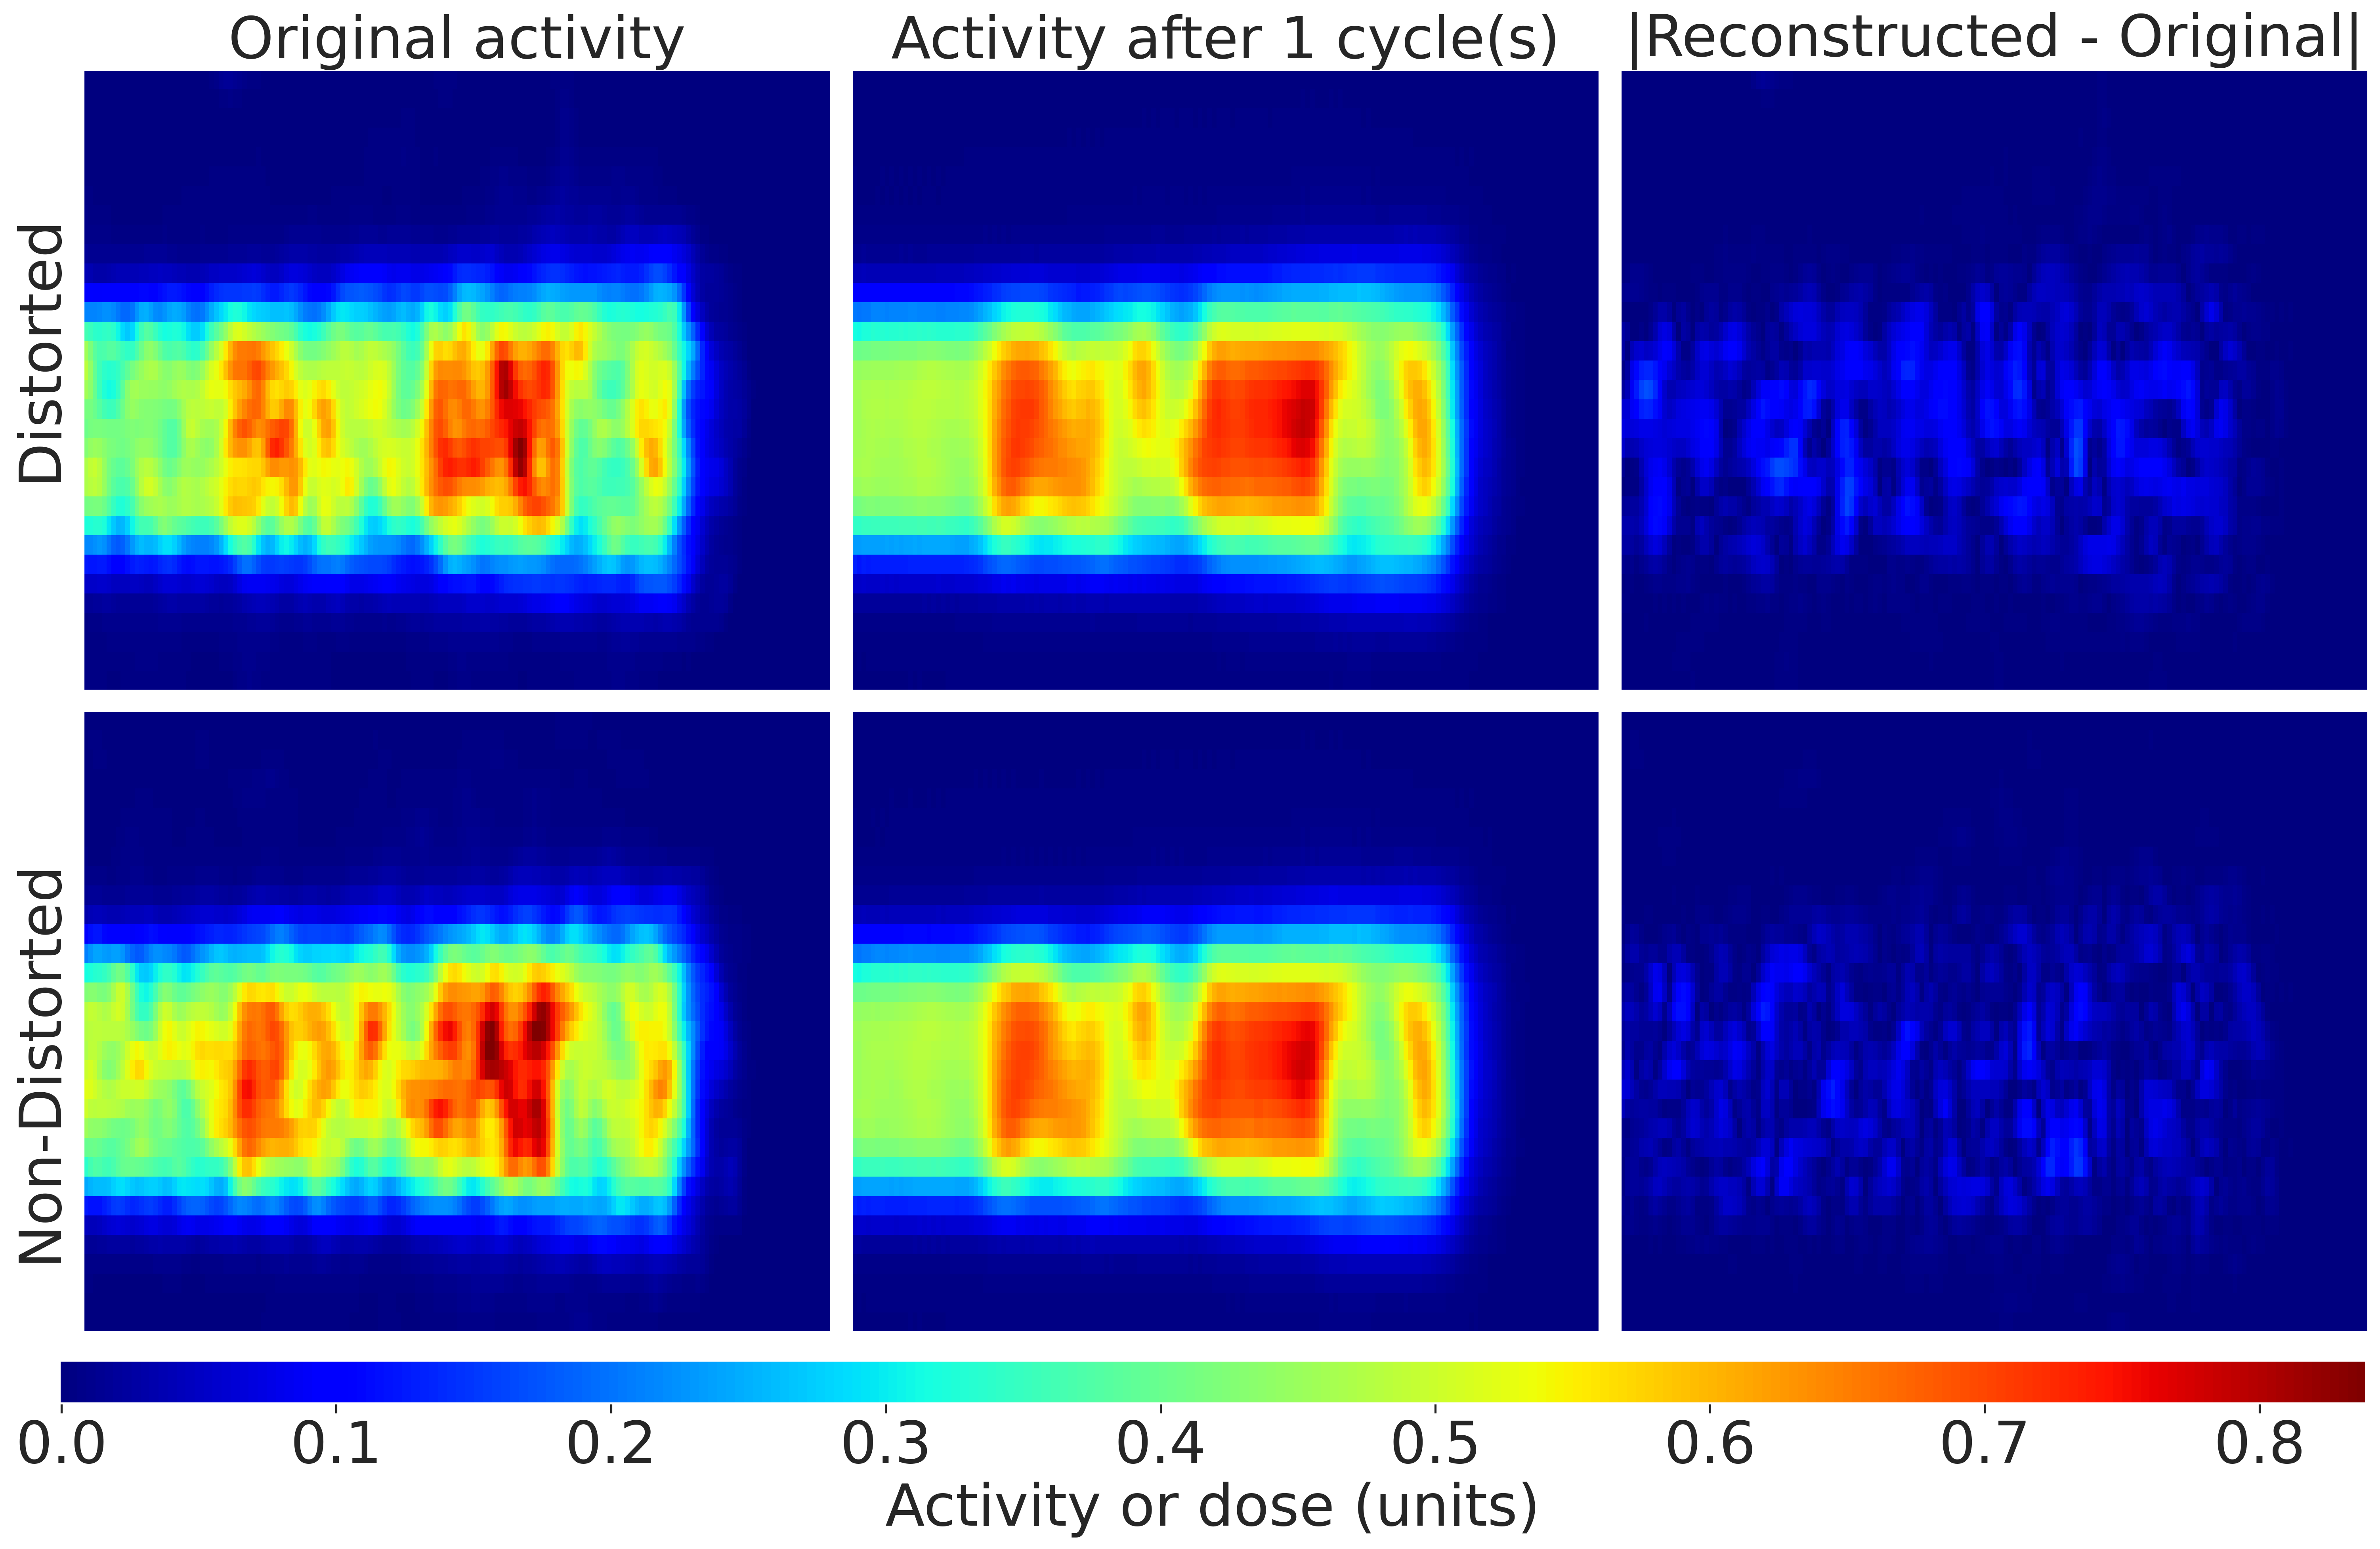 Original activity
Activity after 1 cycle(s)
|Reconstructed - Original|
Distorted
Non-Distorted
0.0 0.1 0.2 0.3 0.4 0.5 0.6 0.7 0.8
Activity or dose (units)